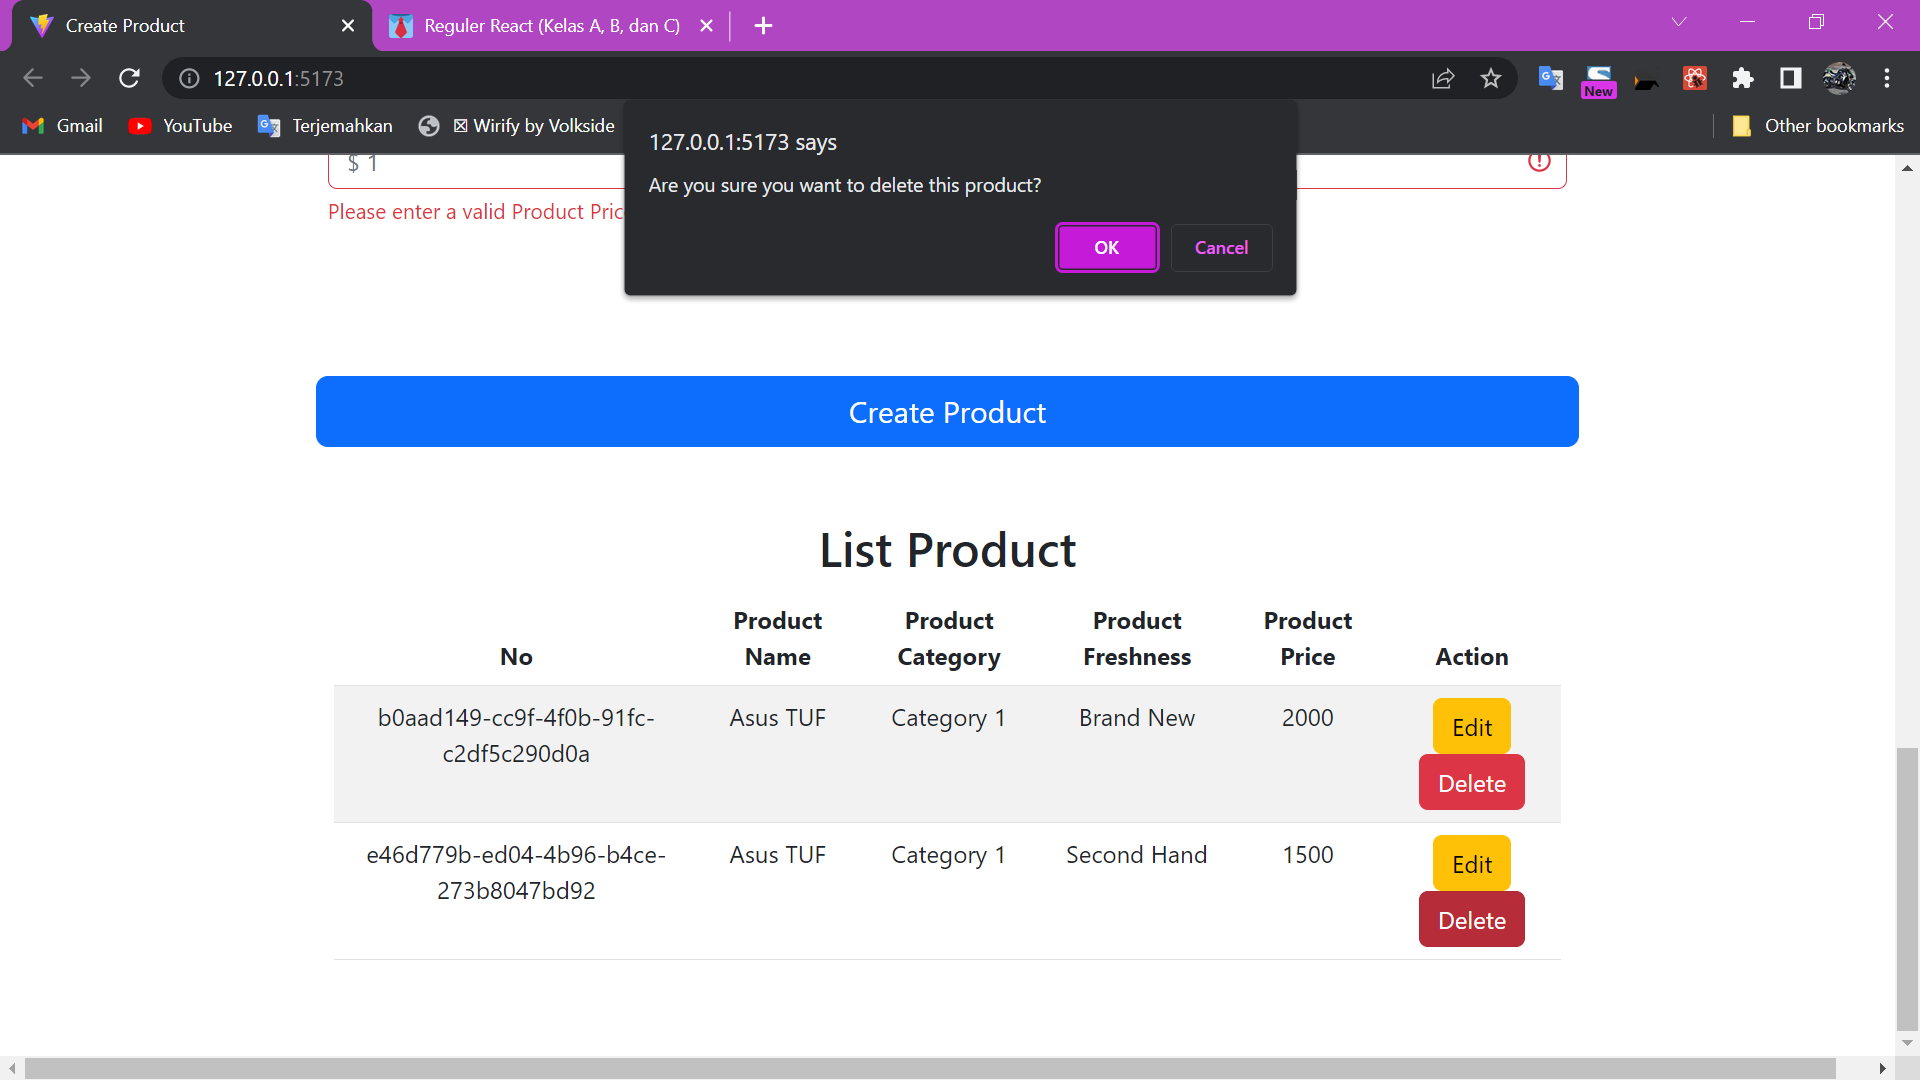 Create Product
Reguler React (Kelas A, B, dan C)
127.0.0.1:5173
New
Gmail
YouTube
Terjemahkan
Wirify by Volkside
Other bookmarks
127.0.0.1:5173 says
Are you sure you want to delete this product?
OK
Cancel
$ 1
Please enter a valid Product Pric
Create Product
List Product
No
Product Name
Product Category
Product Freshness
Product Price
Action
b0aad149-cc9f-4f0b-91fc-
c2df5c290d0a
Asus TUF
Category 1
Brand New
2000
Edit
Delete
e46d779b-ed04-4b96-b4ce-
273b8047bd92
Asus TUF
Category 1
Second Hand
1500
Edit
Delete